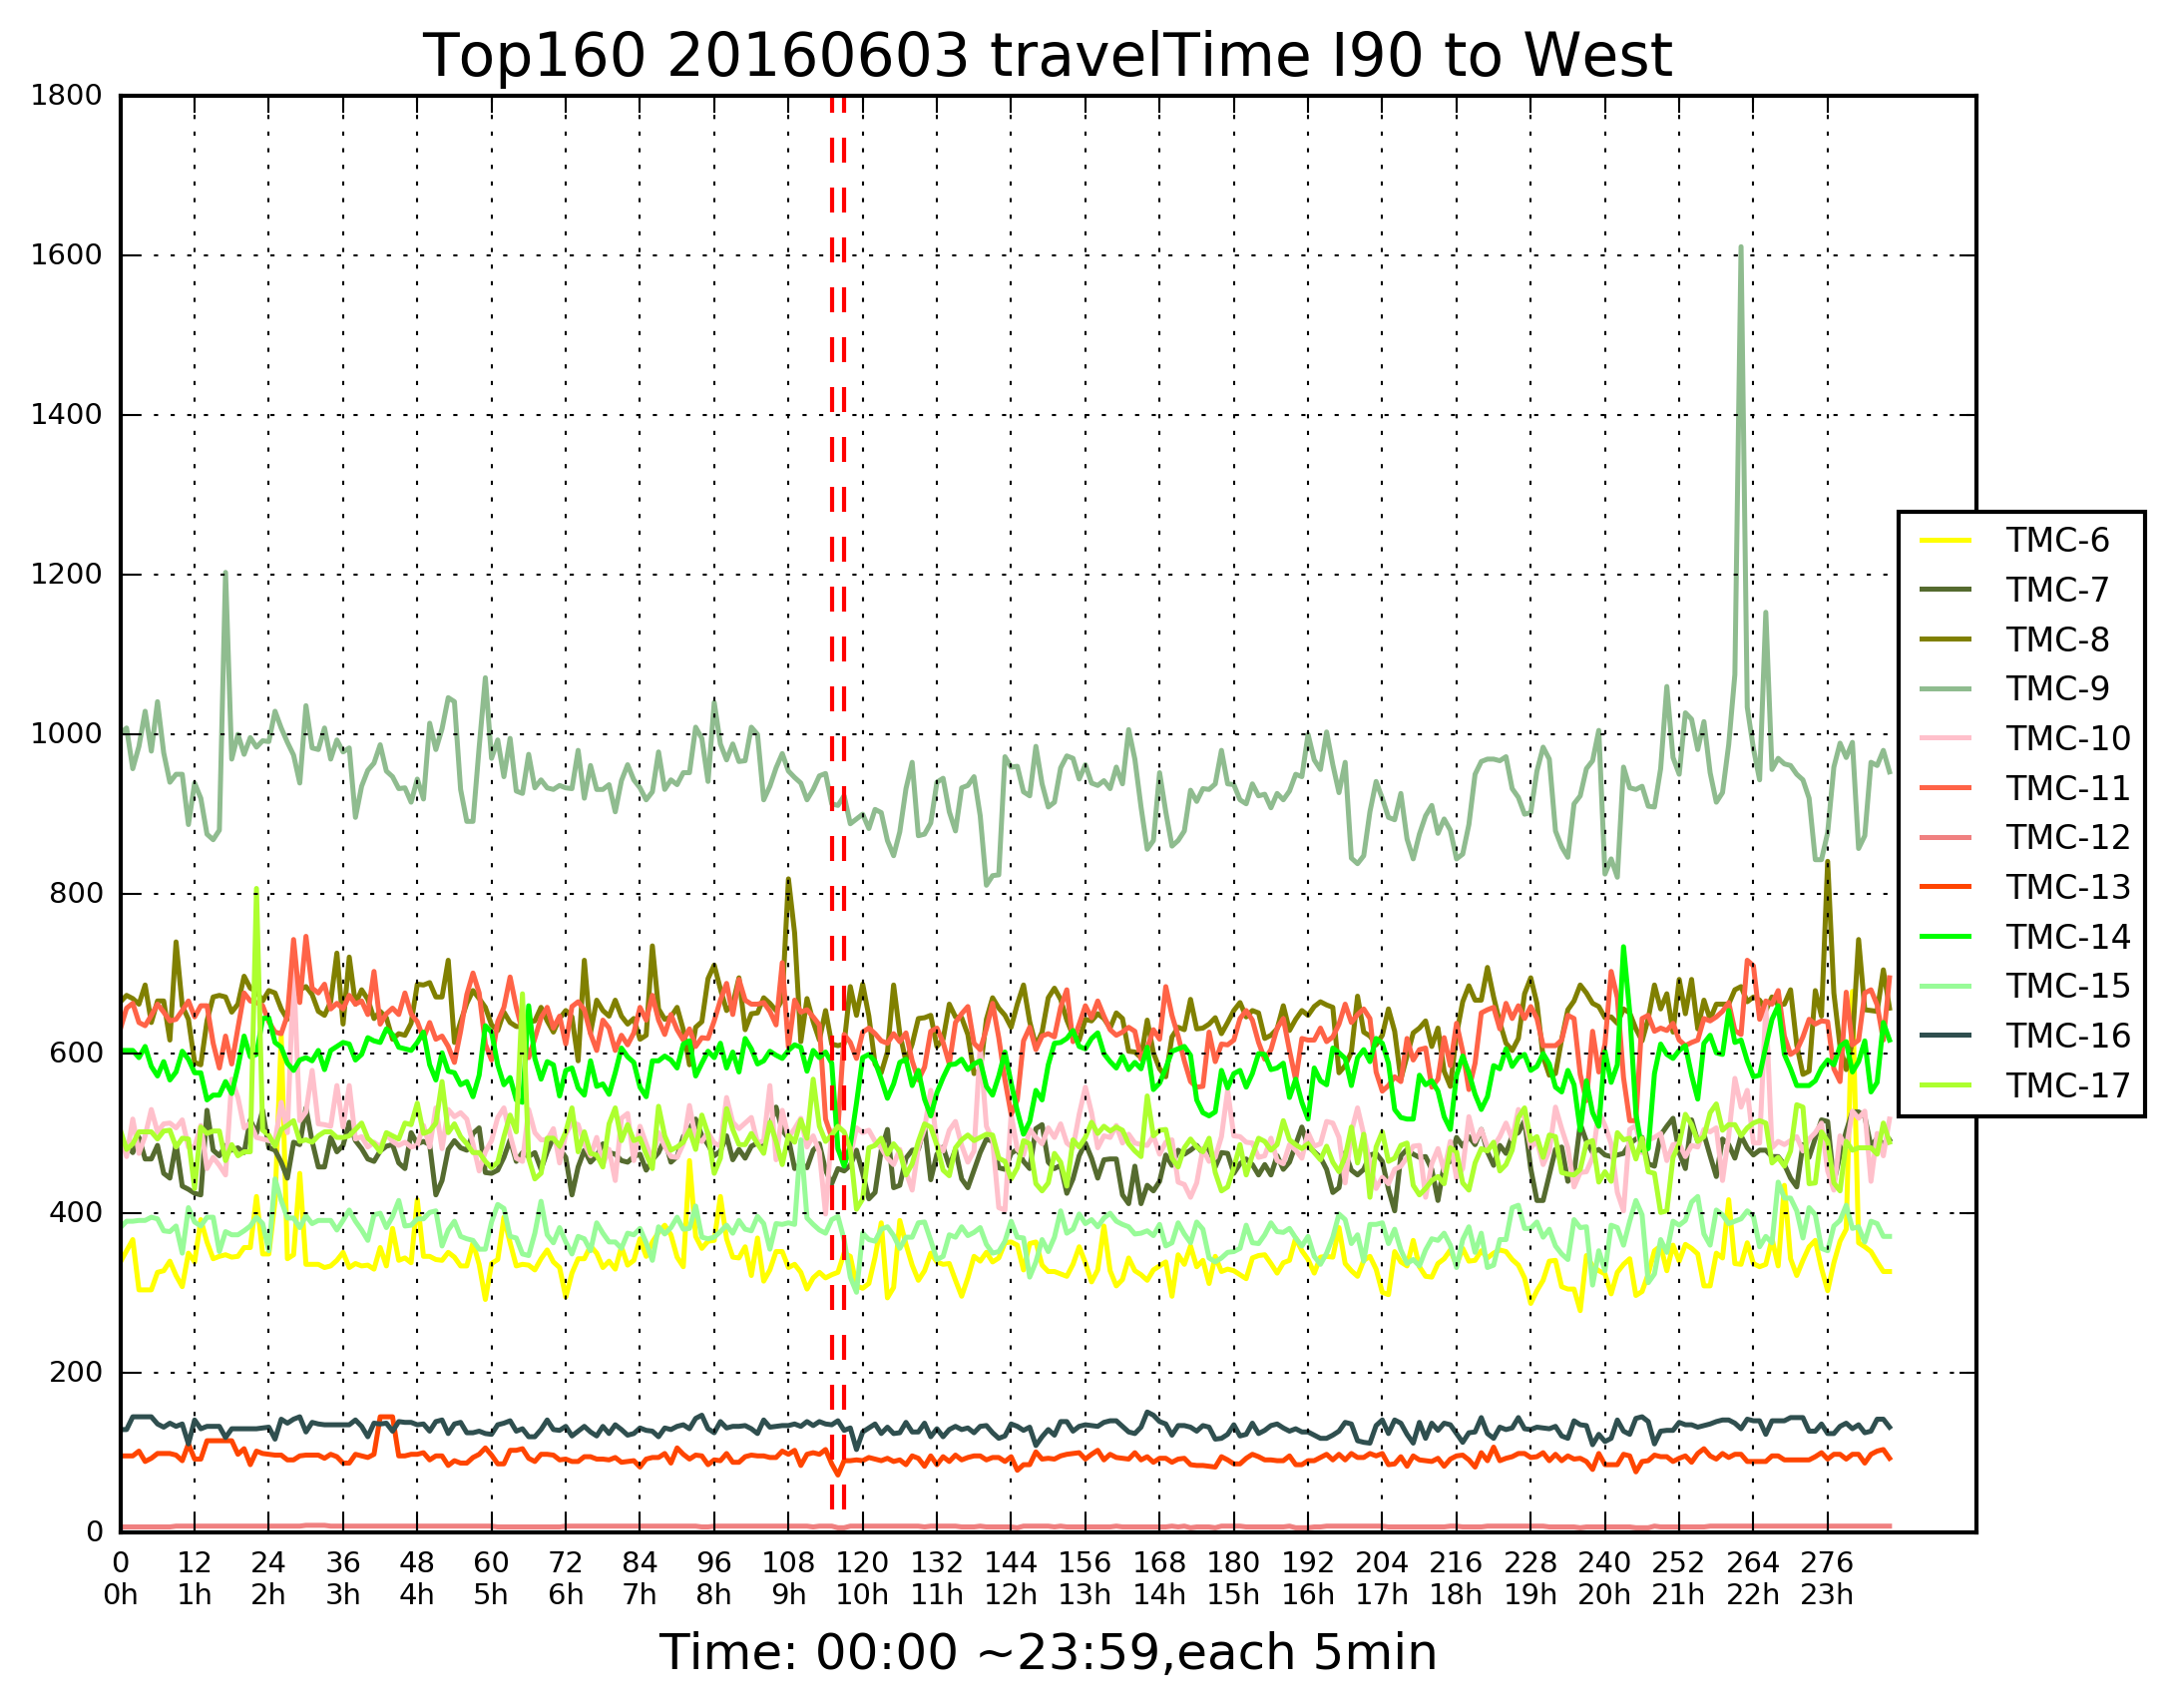 Top160 20160603 travelTime I90 to West
1800
1600
1400
1200
1000
800
600
400
200
0
TMC-6
TMC-7
TMC-8
TMC-9
TMC-10
TMC-11
TMC-12
TMC-13
TMC-14
TMC-15
TMC-16
TMC-17
0 12 24 36 48 60 72 84 96 108 120 132 144 156 168 180 192 204 216 228 240 252 264 276
0h 1h 2h 3h 4h 5h 6h 7h 8h 9h 10h 11h 12h 13h 14h 15h 16h 17h 18h 19h 20h 21h 22h 23h
Time: 00:00 ~23:59,each 5min